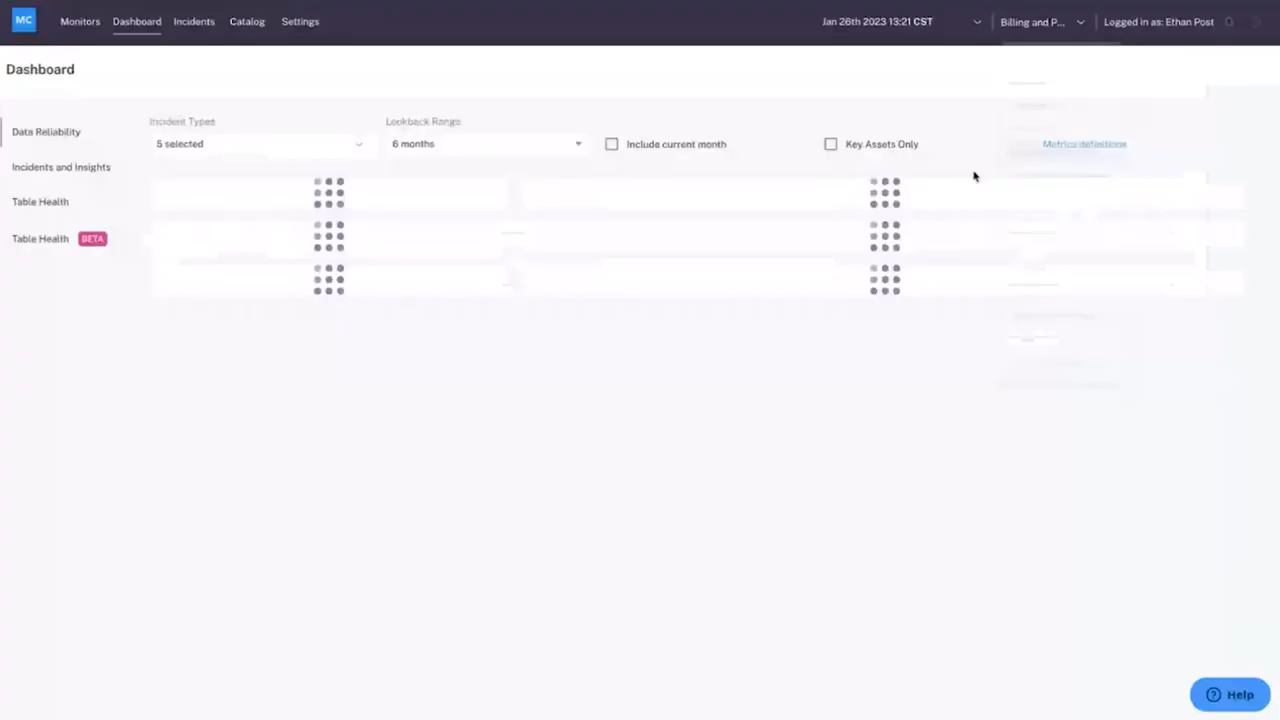 MC Monitors Dashboard Incidents Catalog Settings Jan 26th 2023 13:21 CST Billing and P... Logged in as: Ethan Post
Dashboard
Data Reliability
Incidents and Insights
Table Health
Table Health BETA
Incident Types
5 selected
Lookback Range
6 months
Include current month
Key Assets Only
Metrics definitions
Help